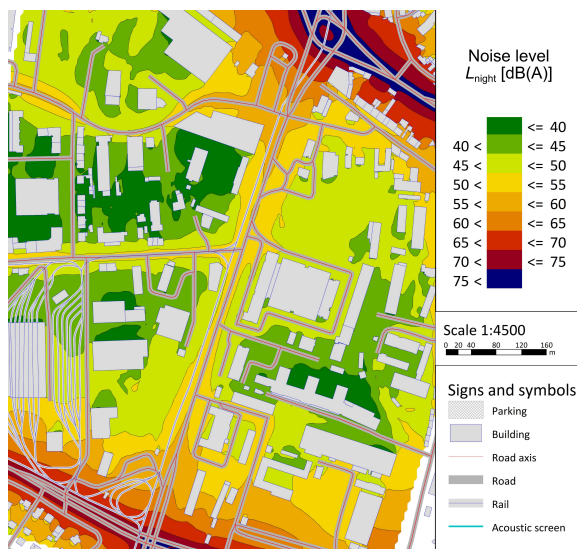 Noise level
Lnight [dB(A)]
<= 40
40 < <= 45
45 < <= 50
50 < <= 55
55 < <= 60
60 < <= 65
65 < <= 70
70 < <= 75
75 <
Scale 1:4500
0 20 40 80 120 160
m
Signs and symbols
Parking
Building
Road axis
Road
Rail
Acoustic screen